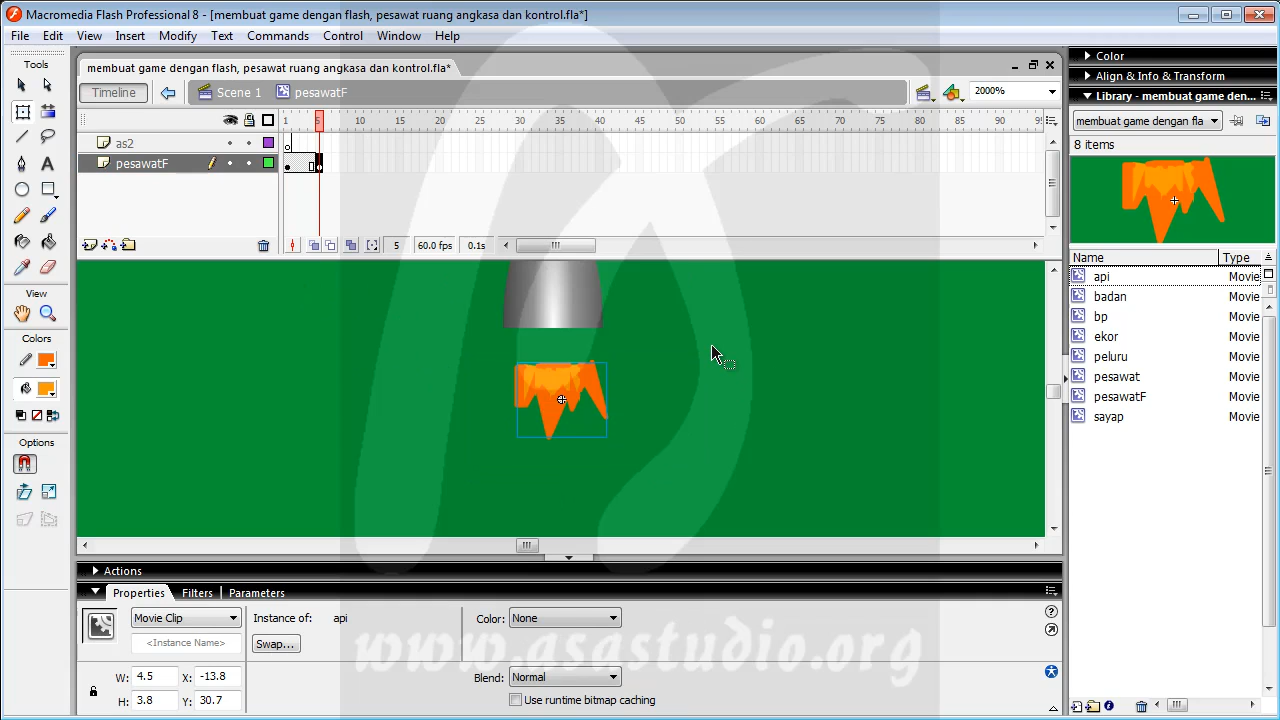 Macromedia Flash Professional 8 - [membuat game dengan flash, pesawat ruang angkasa dan kontrol.fla*]
File Edit View Insert Modify Text Commands Control Window Help
Tools
View
Colors
Options
membuat game dengan flash, pesawat ruang angkasa dan kontrol.fla*
Timeline Scene 1 pesawatF 2000%
1 5 10 15 20 25 30 35 40 45 50 55 60 65 70 75 80 85 90 95
as2
pesawatF
5 60.0 fps 0.1s
Actions
Properties Filters Parameters
Movie Clip Instance of: api Color: None
<Instance Name> Swap...
W: 4.5 X: -13.8 Blend: Normal
H: 3.8 Y: 30.7 Use runtime bitmap caching
www.asastudio.org
Color
Align & Info & Transform
Library - membuat game den...
membuat game dengan fla
8 items
Name Type
api Movie
badan Movie
bp Movie
ekor Movie
peluru Movie
pesawat Movie
pesawatF Movie
sayap Movie